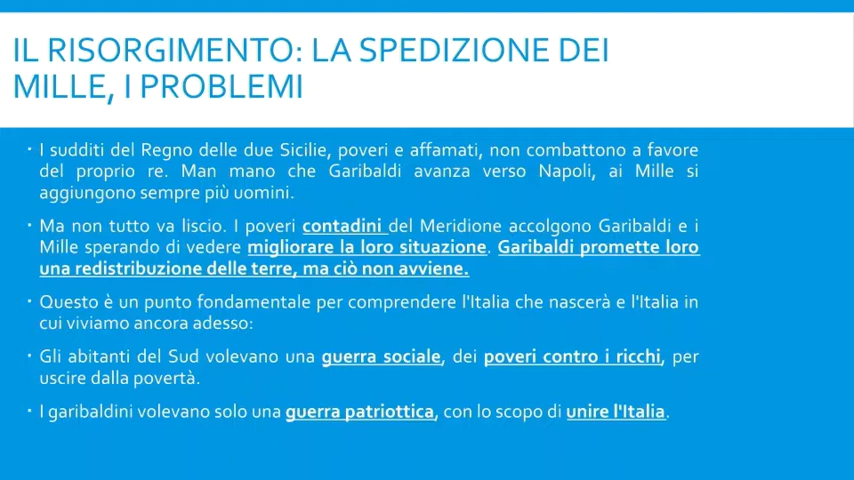 IL RISORGIMENTO: LA SPEDIZIONE DEI
MILLE, I PROBLEMI
· I sudditi del Regno delle due Sicilie, poveri e affamati, non combattono a favore
del proprio re. Man mano che Garibaldi avanza verso Napoli, ai Mille si
aggiungono sempre più uomini.
· Ma non tutto va liscio. I poveri contadini del Meridione accolgono Garibaldi e i
Mille sperando di vedere migliorare la loro situazione. Garibaldi promette loro
una redistribuzione delle terre, ma ciò non avviene.
· Questo è un punto fondamentale per comprendere l'Italia che nascerà e l'Italia in
cui viviamo ancora adesso:
· Gli abitanti del Sud volevano una guerra sociale, dei poveri contro i ricchi, per
uscire dalla povertà.
· I garibaldini volevano solo una guerra patriottica, con lo scopo di unire l'Italia.